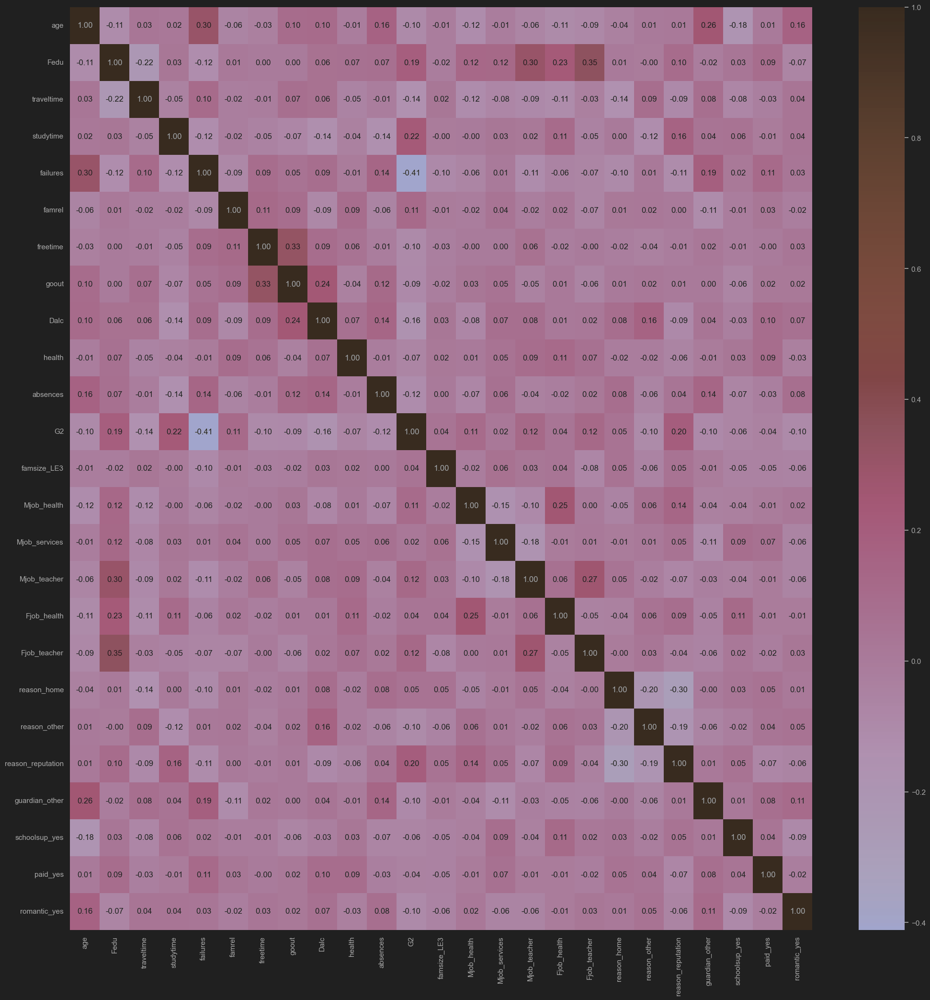 age 1.00 -0.11 0.03 0.02 0.30 -0.06 -0.03 0.10 0.10 -0.01 0.16 -0.10 -0.01 -0.12 -0.01 -0.06 -0.11 -0.09 -0.04 0.01 0.01 0.26 -0.18 0.01 0.16
Fedu -0.11 1.00 -0.22 0.03 -0.12 0.01 0.00 0.00 0.06 0.07 0.07 0.19 -0.02 0.12 0.12 0.30 0.23 0.35 0.01 -0.00 0.10 -0.02 0.03 0.09 -0.07
traveltime 0.03 -0.22 1.00 -0.05 0.10 -0.02 -0.01 0.07 0.06 -0.05 -0.01 -0.14 0.02 -0.12 -0.08 -0.09 -0.11 -0.03 -0.14 0.09 -0.09 0.08 -0.08 -0.03 0.04
studytime 0.02 0.03 -0.05 1.00 -0.12 -0.02 -0.05 -0.07 -0.14 -0.04 -0.14 0.22 -0.00 -0.00 0.03 0.02 0.11 -0.05 0.00 -0.12 0.16 0.04 0.06 -0.01 0.04
failures 0.30 -0.12 0.10 -0.12 1.00 -0.09 0.09 0.05 0.09 -0.01 0.14 -0.41 -0.10 -0.06 0.01 -0.11 -0.06 -0.07 -0.10 0.01 -0.11 0.19 0.02 0.11 0.03
famrel -0.06 0.01 -0.02 -0.02 -0.09 1.00 0.11 0.09 -0.09 0.09 -0.06 0.11 -0.01 -0.02 0.04 -0.02 0.02 -0.07 0.01 0.02 0.00 -0.11 -0.01 0.03 -0.02
freetime -0.03 0.00 -0.01 -0.05 0.09 0.11 1.00 0.33 0.09 0.06 -0.01 -0.10 -0.03 -0.00 0.00 0.06 -0.02 -0.00 -0.02 -0.04 -0.01 0.02 -0.01 -0.00 0.03
goout 0.10 0.00 0.07 -0.07 0.05 0.09 0.33 1.00 0.24 -0.04 0.12 -0.09 -0.02 0.03 0.05 -0.05 0.01 -0.06 0.01 0.02 0.01 0.00 -0.06 0.02 0.02
Dalc 0.10 0.06 0.06 -0.14 0.09 -0.09 0.09 0.24 1.00 0.07 0.14 -0.16 0.03 -0.08 0.07 0.08 0.01 0.02 0.08 0.16 -0.09 0.04 -0.03 0.10 0.07
health -0.01 0.07 -0.05 -0.04 -0.01 0.09 0.06 -0.04 0.07 1.00 -0.01 -0.07 0.02 0.01 0.05 0.09 0.11 0.07 -0.02 -0.02 -0.06 -0.01 0.03 0.09 -0.03
absences 0.16 0.07 -0.01 -0.14 0.14 -0.06 -0.01 0.12 0.14 -0.01 1.00 -0.12 0.00 -0.07 0.06 -0.04 -0.02 0.02 0.08 -0.06 0.04 0.14 -0.07 -0.03 0.08
G2 -0.10 0.19 -0.14 0.22 -0.41 0.11 -0.10 -0.09 -0.16 -0.07 -0.12 1.00 0.04 0.11 0.02 0.12 0.04 0.12 0.05 -0.10 0.20 -0.10 -0.06 -0.04 -0.10
famsize_LE3 -0.01 -0.02 0.02 -0.00 -0.10 -0.01 -0.03 -0.02 0.03 0.02 0.00 0.04 1.00 -0.02 0.06 0.03 0.04 -0.08 0.05 -0.06 0.05 -0.01 -0.05 -0.05 -0.06
Mjob_health -0.12 0.12 -0.12 -0.00 -0.06 -0.02 -0.00 0.03 -0.08 0.01 -0.07 0.11 -0.02 1.00 -0.15 -0.10 0.25 0.00 -0.05 0.06 0.14 -0.04 -0.04 -0.01 0.02
Mjob_services -0.01 0.12 -0.08 0.03 0.01 0.04 0.00 0.05 0.07 0.05 0.06 0.02 0.06 -0.15 1.00 -0.18 -0.01 0.01 -0.01 0.01 0.05 -0.11 0.09 0.07 -0.06
Mjob_teacher -0.06 0.30 -0.09 0.02 -0.11 -0.02 0.06 -0.05 0.08 0.09 -0.04 0.12 0.03 -0.10 -0.18 1.00 0.06 0.27 0.05 -0.02 -0.07 -0.03 -0.04 -0.01 -0.06
Fjob_health -0.11 0.23 -0.11 0.11 -0.06 0.02 -0.02 0.01 0.01 0.11 -0.02 0.04 0.04 0.25 -0.01 0.06 1.00 -0.05 -0.04 0.06 0.09 -0.05 0.11 -0.01 -0.01
Fjob_teacher -0.09 0.35 -0.03 -0.05 -0.07 -0.07 -0.00 -0.06 0.02 0.07 0.02 0.12 -0.08 0.00 0.01 0.27 -0.05 1.00 -0.00 0.03 -0.04 -0.06 0.02 -0.02 0.03
reason_home -0.04 0.01 -0.14 0.00 -0.10 0.01 -0.02 0.01 0.08 -0.02 0.08 0.05 0.05 -0.05 -0.01 0.05 -0.04 -0.00 1.00 -0.20 -0.30 -0.00 0.03 0.05 0.01
reason_other 0.01 -0.00 0.09 -0.12 0.01 0.02 -0.04 0.02 0.16 -0.02 -0.06 -0.10 -0.06 0.06 0.01 -0.02 0.06 0.03 -0.20 1.00 -0.19 -0.06 -0.02 0.04 0.05
reason_reputation 0.01 0.10 -0.09 0.16 -0.11 0.00 -0.01 0.01 -0.09 -0.06 0.04 0.20 0.05 0.14 0.05 -0.07 0.09 -0.04 -0.30 -0.19 1.00 0.01 0.05 -0.07 -0.06
guardian_other 0.26 -0.02 0.08 0.04 0.19 -0.11 0.02 0.00 0.04 -0.01 0.14 -0.10 -0.01 -0.04 -0.11 -0.03 -0.05 -0.06 -0.00 -0.06 0.01 1.00 0.01 0.08 0.11
schoolsup_yes -0.18 0.03 -0.08 0.06 0.02 -0.01 -0.01 -0.06 -0.03 0.03 -0.07 -0.06 -0.05 -0.04 0.09 -0.04 0.11 0.02 0.03 -0.02 0.05 0.01 1.00 0.04 -0.09
paid_yes 0.01 0.09 -0.03 -0.01 0.11 0.03 -0.00 0.02 0.10 0.09 -0.03 -0.04 -0.05 -0.01 0.07 -0.01 -0.01 -0.02 0.05 0.04 -0.07 0.08 0.04 1.00 -0.02
romantic_yes 0.16 -0.07 0.04 0.04 0.03 -0.02 0.03 0.02 0.07 -0.03 0.08 -0.10 -0.06 0.02 -0.06 -0.06 -0.01 0.03 0.01 0.05 -0.06 0.11 -0.09 -0.02 1.00
age
Fedu
traveltime
studytime
failures
famrel
freetime
goout
Dalc
health
absences
G2
famsize_LE3
Mjob_health
Mjob_services
Mjob_teacher
Fjob_health
Fjob_teacher
reason_home
reason_other
reason_reputation
guardian_other
schoolsup_yes
paid_yes
romantic_yes
1.0
0.8
0.6
0.4
0.2
0.0
−0.2
−0.4